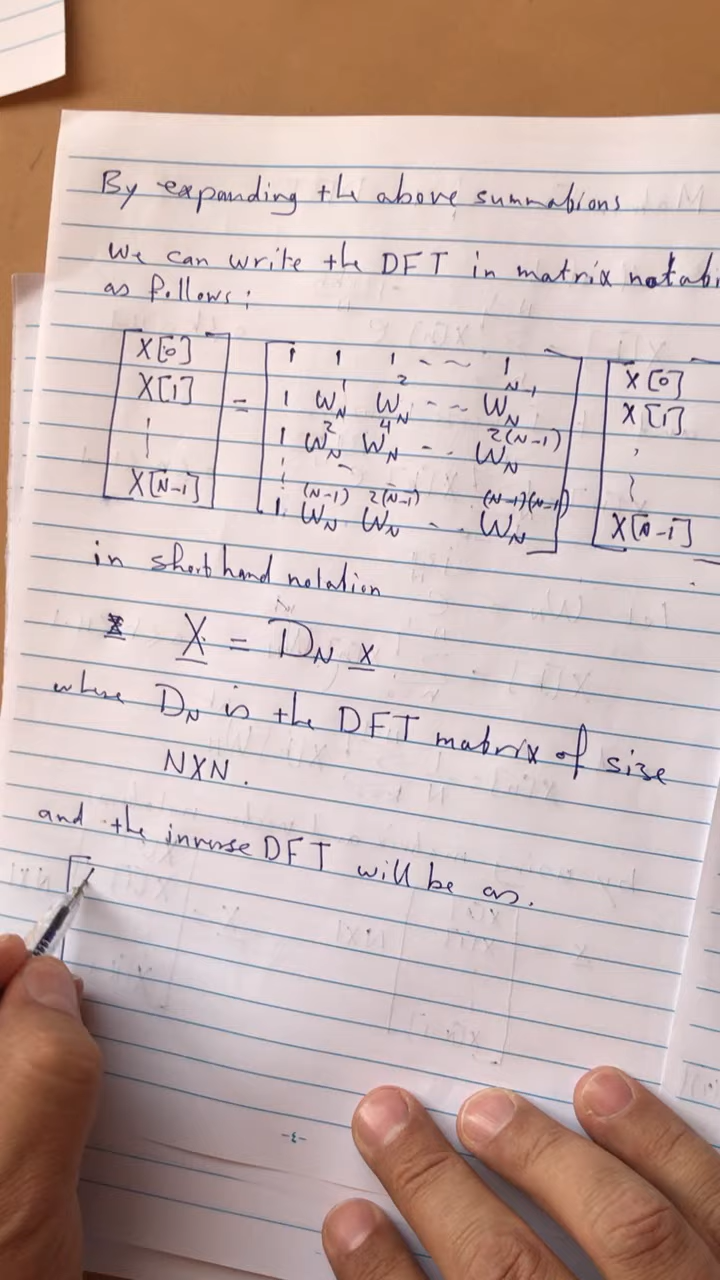 By expanding the above summations
we can write the DFT in matrix notati
as follows:
X[0] 1 1 1 -- ~ 1 X[0]
X[1] = 1 W_N^1 W_N^2 -- W_N^{N-1} X[1]
1 W_N^2 W_N^4 -- W_N^{2(N-1)}
X[N-1] 1 W_N^{(N-1)} W_N^{2(N-1)} -- W_N^{(N-1)(N-1)} X[N-1]
in shorthand notation
X = D_N x
where D_N is the DFT matrix of size
NXN.
and the inverse DFT will be as.